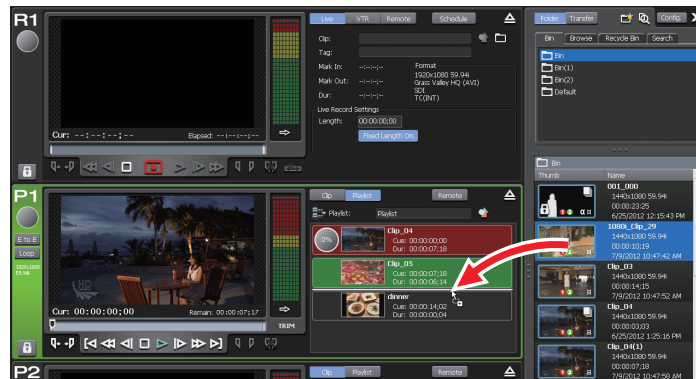 R1
Live VTR Remote Schedule
Clip:
Tag:
Mark In: --:--:--;--
Mark Out: --:--:--;--
Dur: --:--:--;--
Format
1920x1080 59.94i
Grass Valley HQ (AVI)
SDI
TC(INT)
Live Record Settings
Length: 00:00:00;00
Fixed Length On
Cur: --:--:--;-- Elapsed: --:--:--;--
Folder Transfer Config.
Bin Browse Recycle Bin Search
Bin
Bin(1)
Bin(2)
Default
P1
E to E
Loop
1920x1080
59.94i
HD
Cur: 00:00:00;00 Remain: 00:00:07;17
TRIM
Clip Playlist Remote
Playlist: Playlist
0%
Clip_04
Cue: 00:00:00;00
Dur: 00:00:07;18
Clip_05
Cue: 00:00:07;18
Dur: 00:00:06;14
dinner
Cue: 00:00:14;02
Dur: 00:00:00;04
Bin
Thumb Name
001_000
1440x1080 59.94i
00:00:23;25
6/25/2012 12:15:43 PM
1080i_Clip_29
1440x1080 59.94i
00:00:10;19
7/9/2012 10:47:42 AM
Clip_03
1440x1080 59.94i
00:00:14;15
7/9/2012 10:47:52 AM
Clip_04
1440x1080 59.94i
00:00:03;03
6/25/2012 1:25:16 PM
Clip_04(1)
1440x1080 59.94i
00:00:07;18
7/9/2012 10:47:58 AM
P2
Clip Playlist Remote